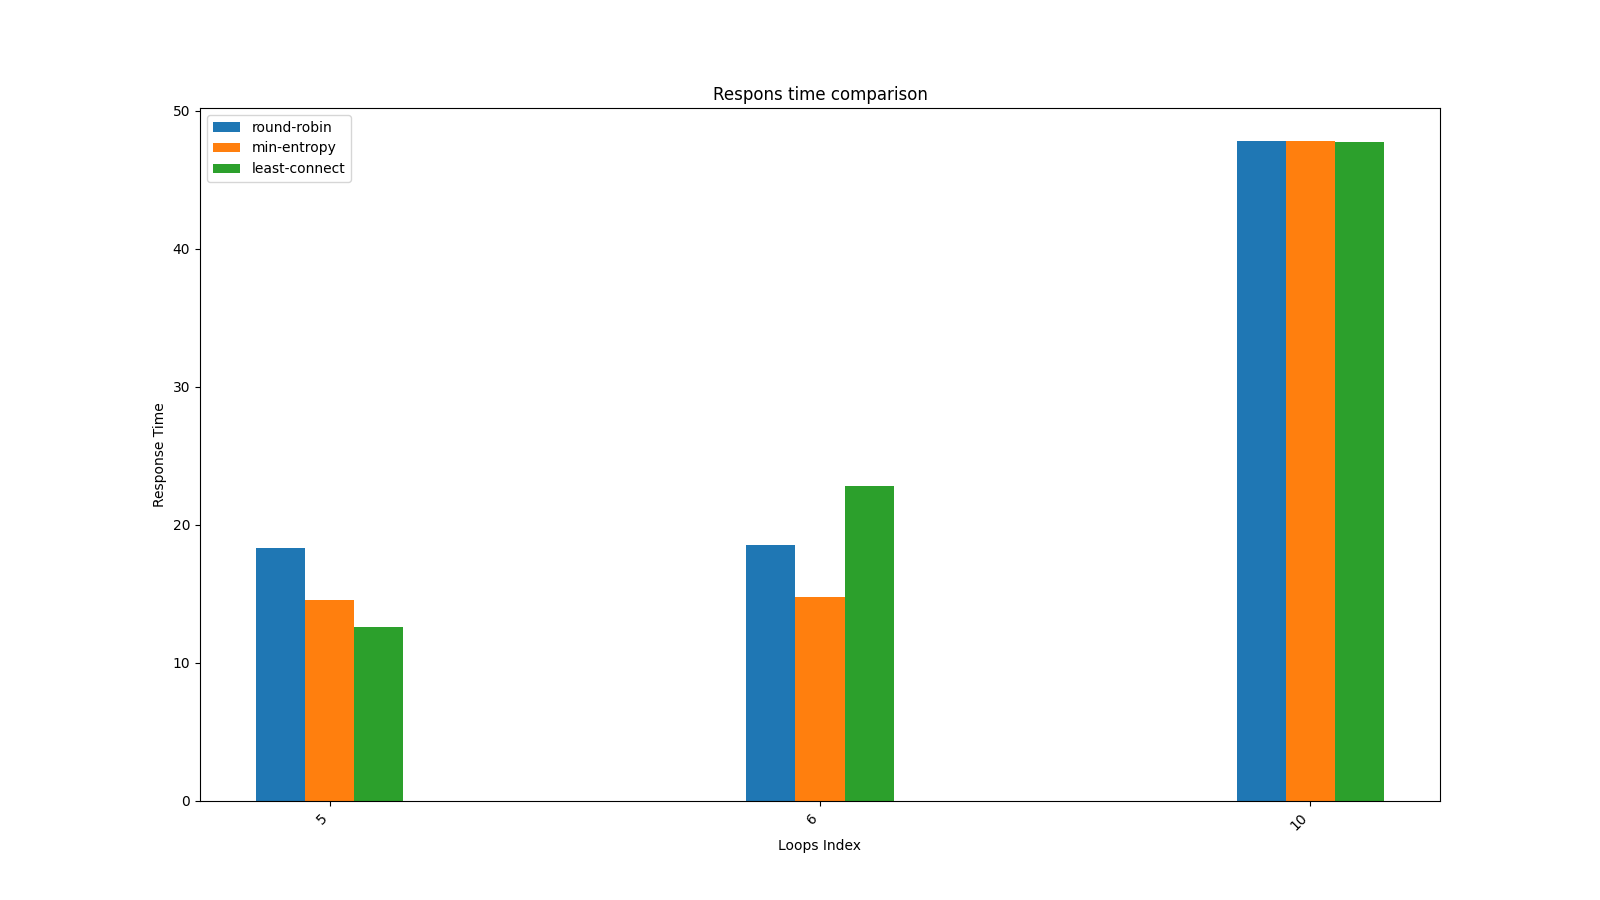 Respons time comparison
50
40
30
20
10
0
Response Time
round-robin
min-entropy
least-connect
5
6
10
Loops Index